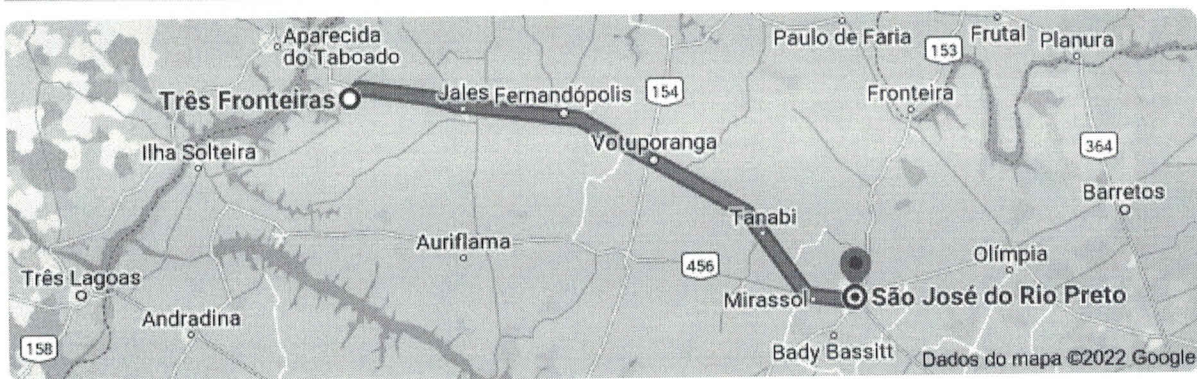 Aparecida
do Taboado
Paulo de Faria
153
Frutal
Planura
Três Fronteiras
Jales
Fernandópolis
154
Fronteira
Ilha Solteira
Votuporanga
364
Barretos
Tanabi
Auriflama
456
Olímpia
Três Lagoas
Mirassol
São José do Rio Preto
Andradina
158
Bady Bassitt
Dados do mapa ©2022 Google